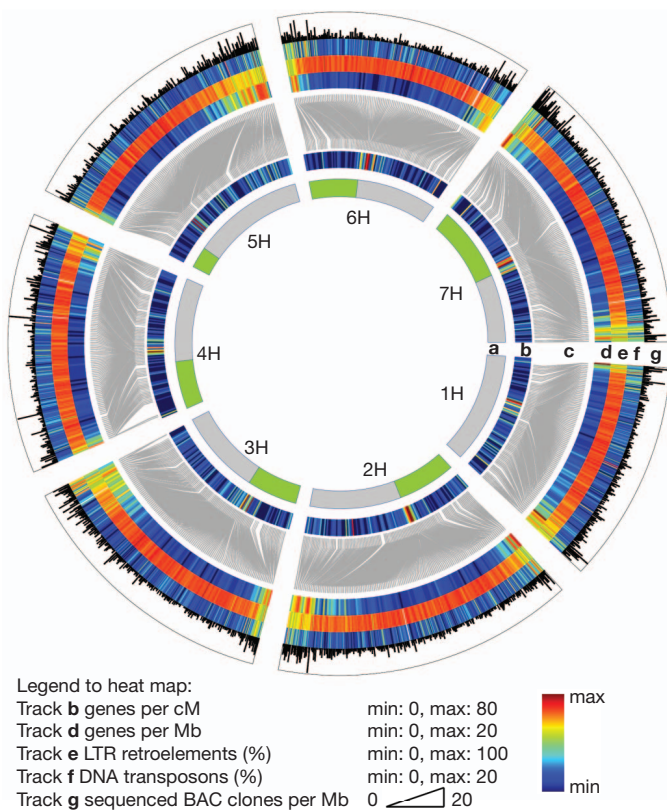 6H
5H
7H
4H
a b c d e f g
1H
3H
2H
Legend to heat map:
Track b genes per cM min: 0, max: 80
Track d genes per Mb min: 0, max: 20
Track e LTR retroelements (%) min: 0, max: 100
Track f DNA transposons (%) min: 0, max: 20
Track g sequenced BAC clones per Mb 0 20
max
min